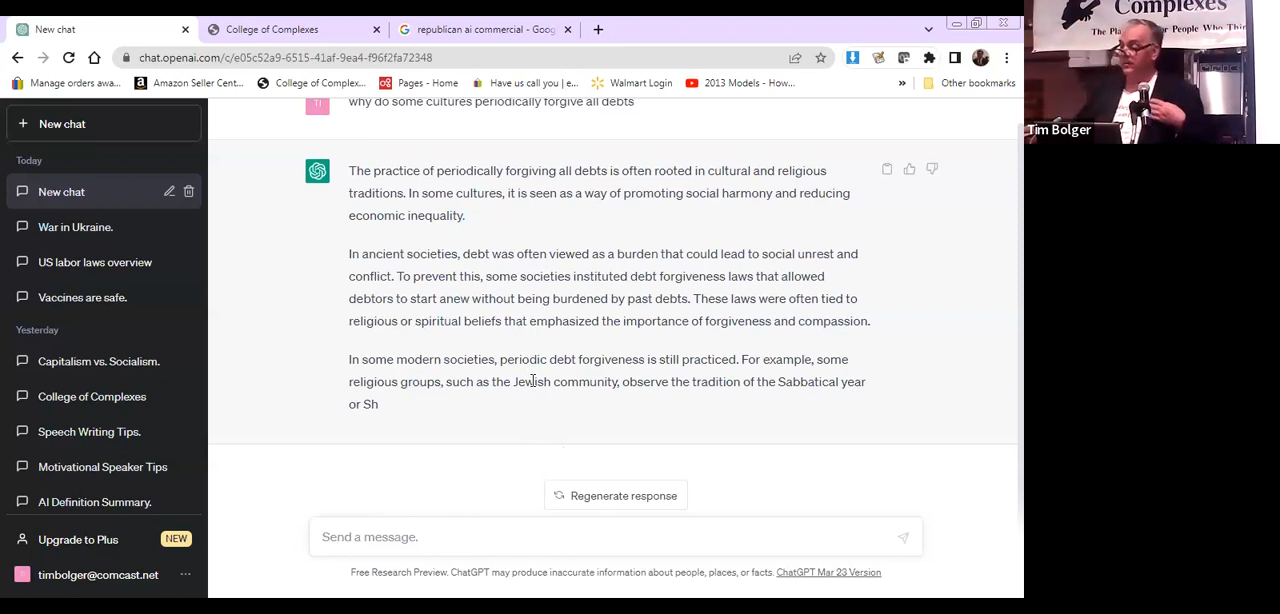 New chat
College of Complexes
republican ai commercial - Goog
chat.openai.com/c/e05c52a9-6515-41af-9ea4-f96f2fa72348
Manage orders awa...
Amazon Seller Cent...
College of Complex...
Pages - Home
Have us call you | e...
Walmart Login
2013 Models - How...
»
Other bookmarks
Complexes
The Pla
r People Who Thin
Tim Bolger
+ New chat
Today
New chat
War in Ukraine.
US labor laws overview
Vaccines are safe.
Yesterday
Capitalism vs. Socialism.
College of Complexes
Speech Writing Tips.
Motivational Speaker Tips
AI Definition Summary.
Upgrade to Plus
NEW
timbolger@comcast.net
...
TI
why do some cultures periodically forgive all debts
The practice of periodically forgiving all debts is often rooted in cultural and religious
traditions. In some cultures, it is seen as a way of promoting social harmony and reducing
economic inequality.
In ancient societies, debt was often viewed as a burden that could lead to social unrest and
conflict. To prevent this, some societies instituted debt forgiveness laws that allowed
debtors to start anew without being burdened by past debts. These laws were often tied to
religious or spiritual beliefs that emphasized the importance of forgiveness and compassion.
In some modern societies, periodic debt forgiveness is still practiced. For example, some
religious groups, such as the Jewish community, observe the tradition of the Sabbatical year
or Sh
Regenerate response
Send a message.
Free Research Preview. ChatGPT may produce inaccurate information about people, places, or facts. ChatGPT Mar 23 Version